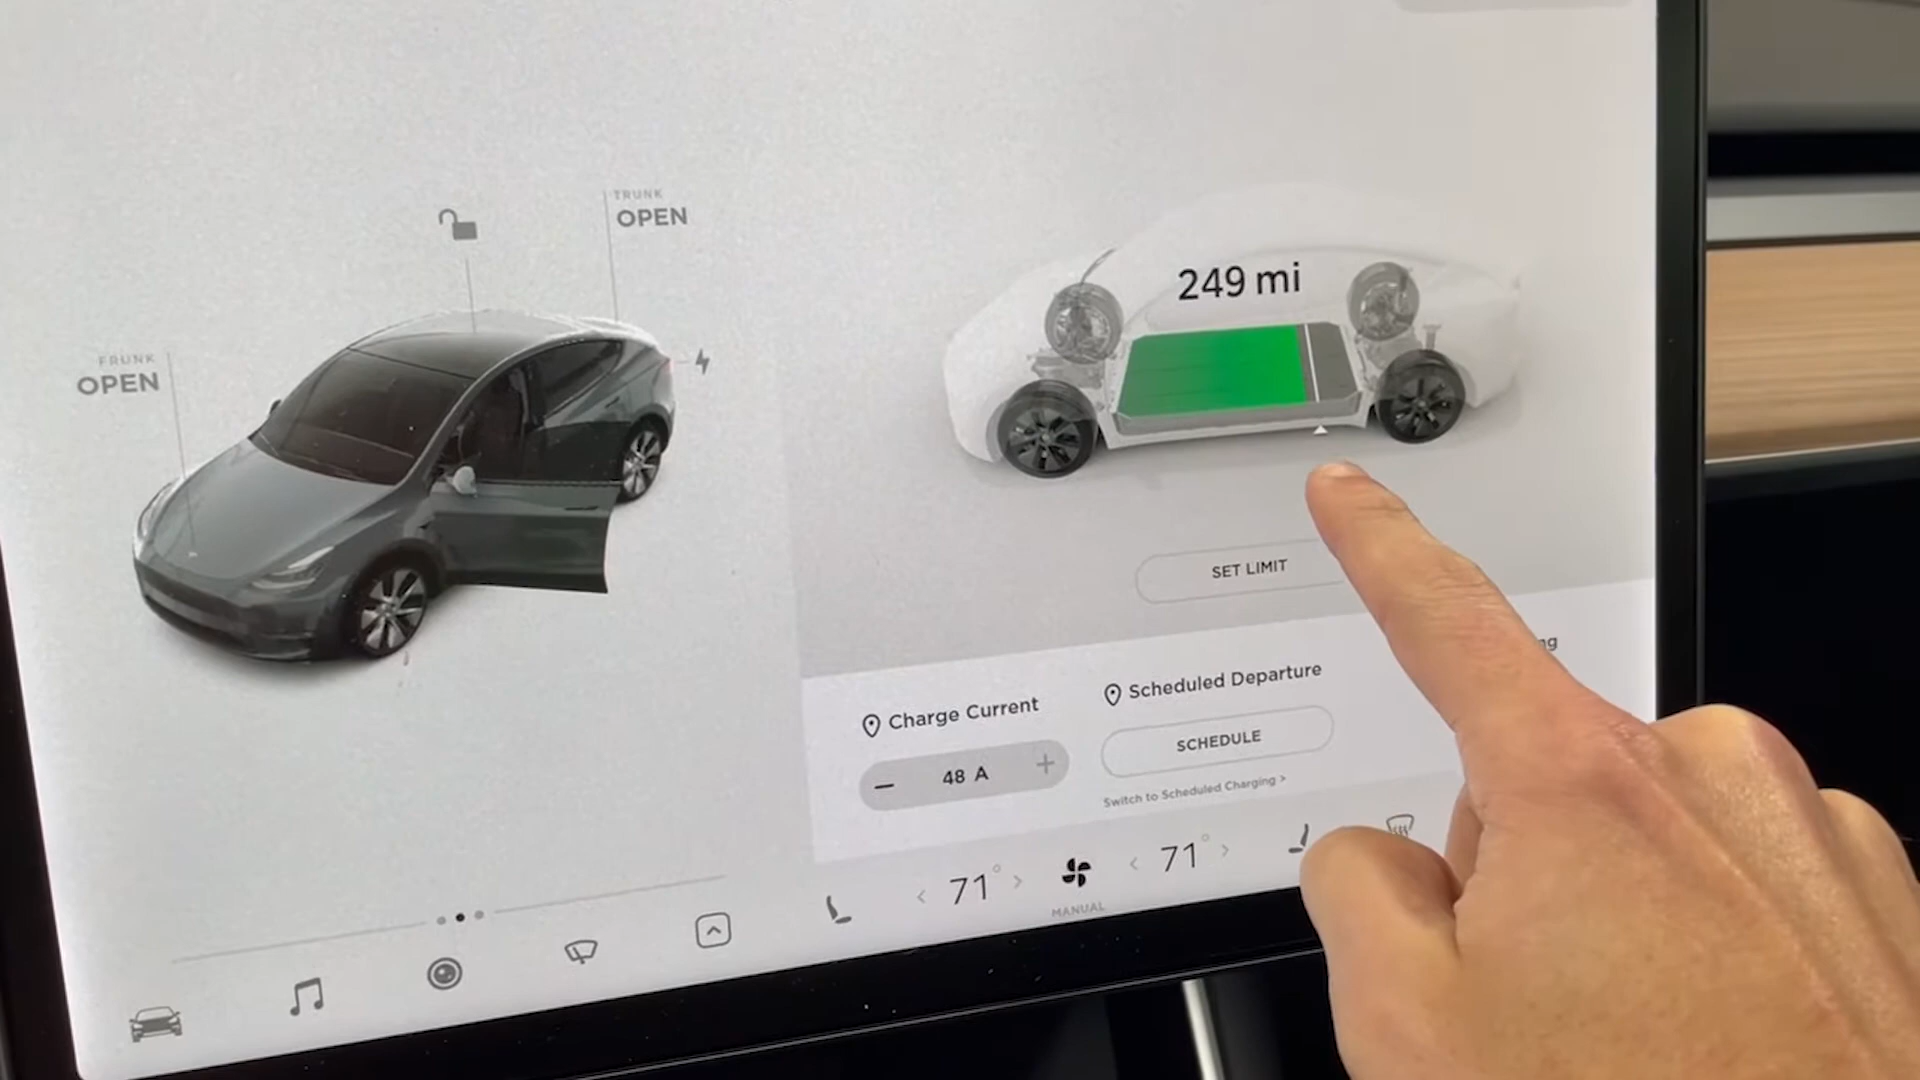 TRUNK
OPEN
FRUNK
OPEN
249 mi
SET LIMIT
Charge Current
48 A
Scheduled Departure
SCHEDULE
Switch to Scheduled Charging >
71°
MANUAL
71°